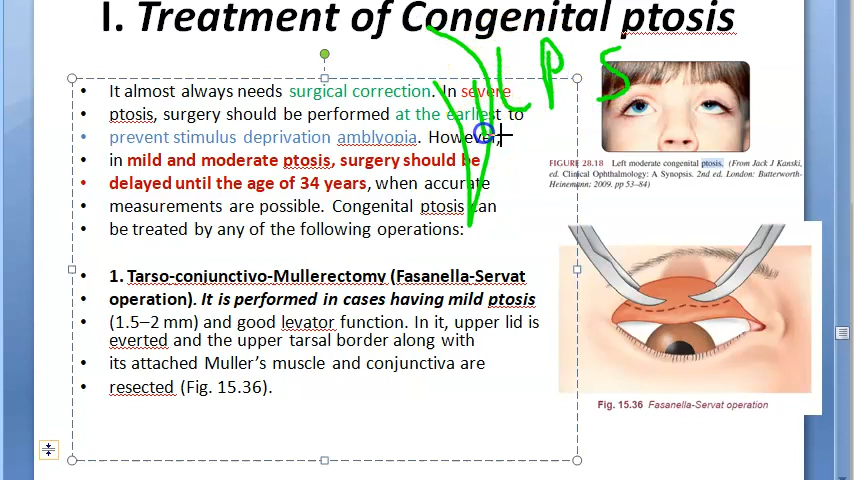 I. Treatment of Congenital ptosis
• It almost always needs surgical correction. In severe
• ptosis, surgery should be performed at the earliest to
• prevent stimulus deprivation amblyopia. However,
• in mild and moderate ptosis, surgery should be
• delayed until the age of 34 years, when accurate
• measurements are possible. Congenital ptosis can
• be treated by any of the following operations:
• 1. Tarso-conjunctivo-Mullerectomy (Fasanella-Servat
• operation). It is performed in cases having mild ptosis
• (1.5–2 mm) and good levator function. In it, upper lid is
everted and the upper tarsal border along with
• its attached Muller's muscle and conjunctiva are
• resected (Fig. 15.36).
L P S
FIGURE 28.18 Left moderate congenital ptosis. (From Jack J Kanski,
ed. Clinical Ophthalmology: A Synopsis. 2nd ed. London: Butterworth-
Heinemann; 2009. pp 53–84)
Fig. 15.36 Fasanella-Servat operation